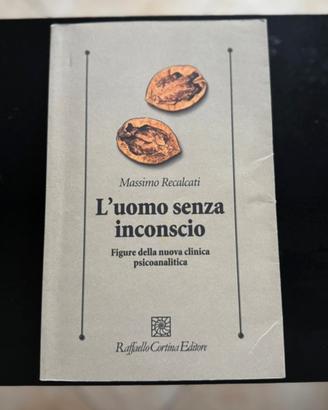 Massimo Recalcati
L'uomo senza
inconscio
Figure della nuova clinica
psicoanalitica
Raffaello Cortina Editore